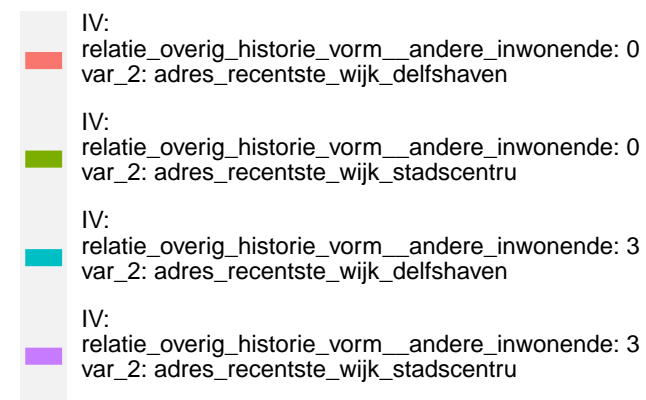 IV:
relatie_overig_historie_vorm__andere_inwonende: 0
var_2: adres_recentste_wijk_delfshaven
IV:
relatie_overig_historie_vorm__andere_inwonende: 0
var_2: adres_recentste_wijk_stadscentru
IV:
relatie_overig_historie_vorm__andere_inwonende: 3
var_2: adres_recentste_wijk_delfshaven
IV:
relatie_overig_historie_vorm__andere_inwonende: 3
var_2: adres_recentste_wijk_stadscentru